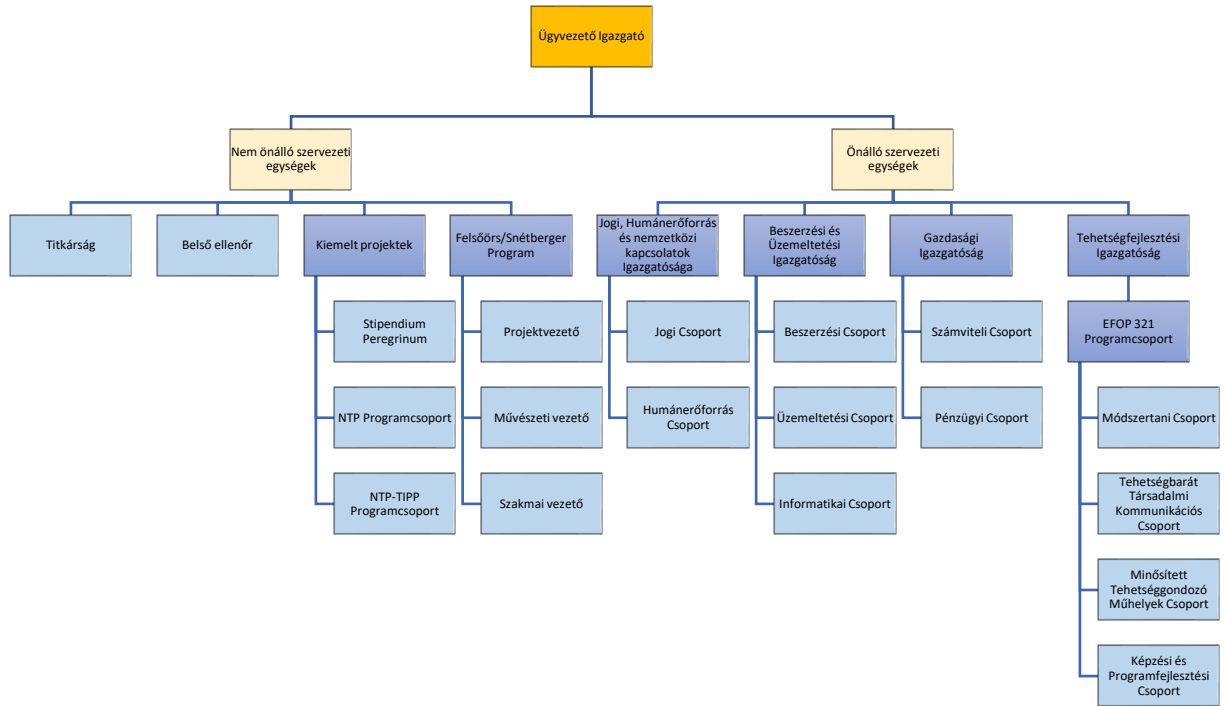 Ügyvezető Igazgató
Nem önálló szervezeti
egységek
Önálló szervezeti
egységek
Titkárság
Belső ellenőr
Kiemelt projektek
Felsőörs/Snétberger
Program
Jogi, Humánerőforrás
és nemzetközi
kapcsolatok
Igazgatósága
Beszerzési és
Üzemeltetési
Igazgatóság
Gazdasági
Igazgatóság
Tehetségfejlesztési
Igazgatóság
Stipendium
Peregrinum
Projektvezető
Jogi Csoport
Beszerzési Csoport
Számviteli Csoport
EFOP 321
Programcsoport
NTP Programcsoport
Művészeti vezető
Humánerőforrás
Csoport
Üzemeltetési Csoport
Pénzügyi Csoport
Módszertani Csoport
NTP-TIPP
Programcsoport
Szakmai vezető
Informatikai Csoport
Tehetségbarát
Társadalmi
Kommunikációs
Csoport
Minősített
Tehetséggondozó
Műhelyek Csoport
Képzési és
Programfejlesztési
Csoport